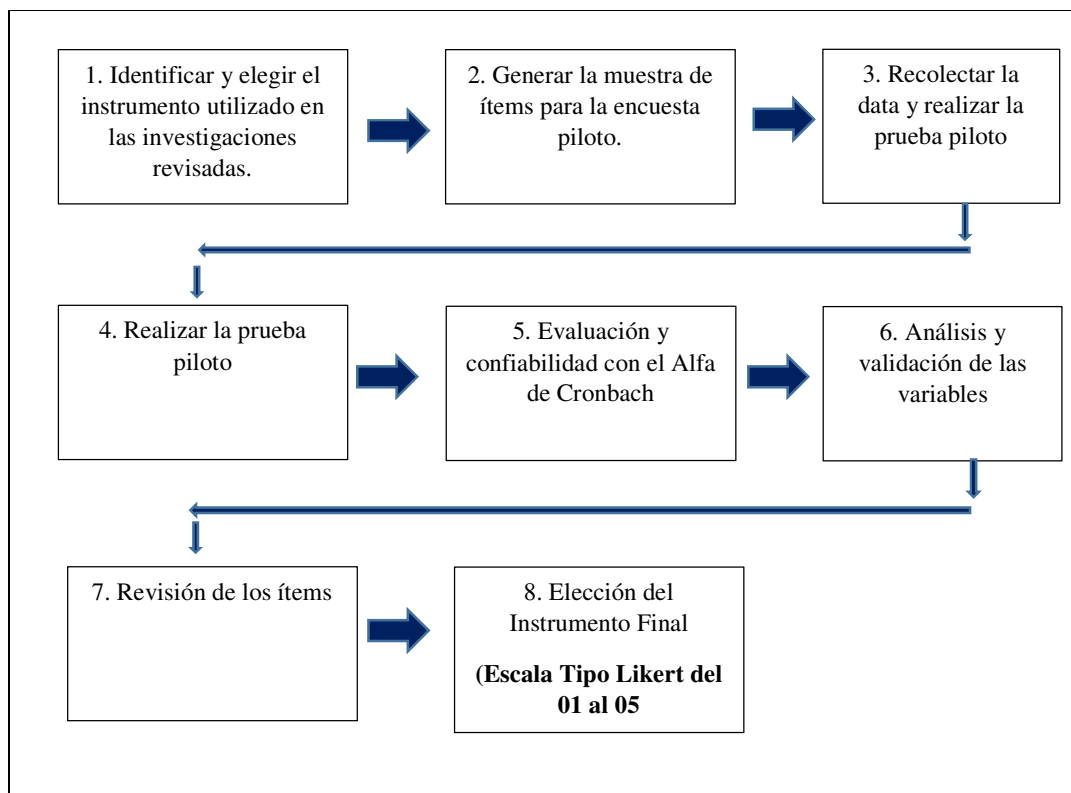 1. Identificar y elegir el
instrumento utilizado en
las investigaciones
revisadas.
2. Generar la muestra de
ítems para la encuesta
piloto.
3. Recolectar la
data y realizar la
prueba piloto
4. Realizar la prueba
piloto
5. Evaluación y
confiabilidad con el Alfa
de Cronbach
6. Análisis y
validación de las
variables
7. Revisión de los ítems
8. Elección del
Instrumento Final
(Escala Tipo Likert del
01 al 05